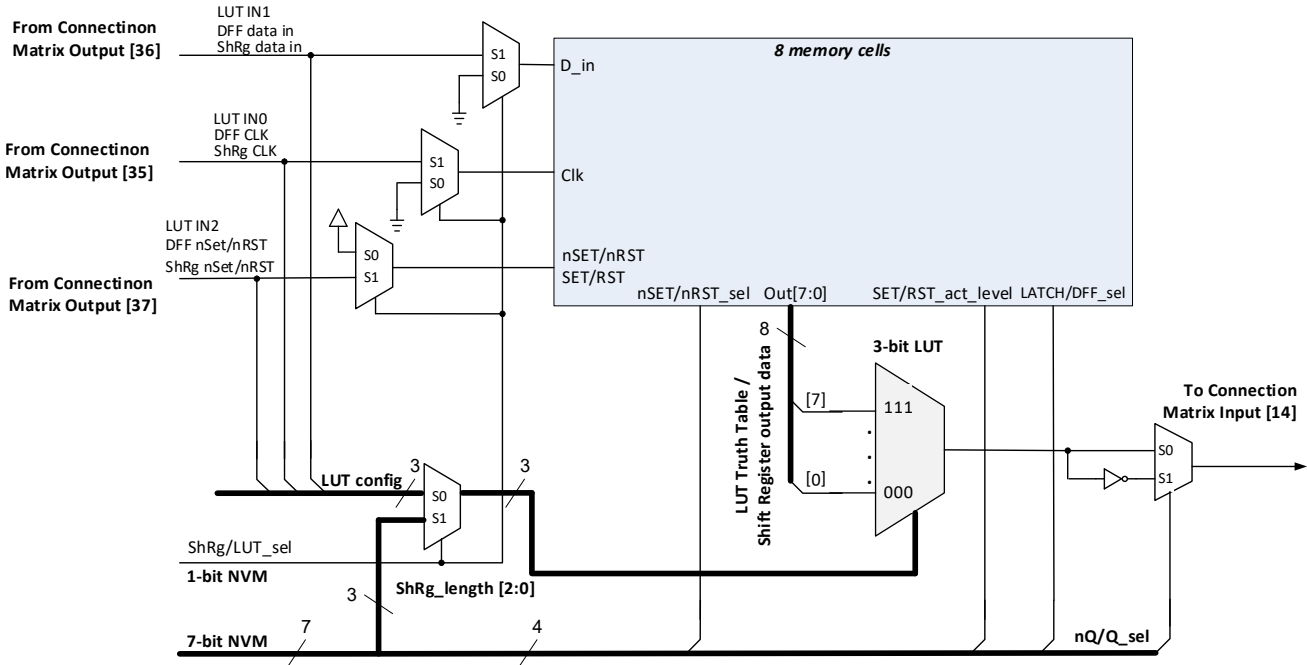 From Connectinon
Matrix Output [36]
LUT IN1
DFF data in
ShRg data in
S1
S0
8 memory cells
D_in
From Connectinon
Matrix Output [35]
LUT IN0
DFF CLK
ShRg CLK
S1
S0
Clk
From Connectinon
Matrix Output [37]
LUT IN2
DFF nSet/nRST
ShRg nSet/nRST
S0
S1
nSET/nRST
SET/RST
nSET/nRST_sel
Out[7:0]
SET/RST_act_level
LATCH/DFF_sel
8
LUT Truth Table /
Shift Register output data
3-bit LUT
[7]
111
[0]
000
To Connection
Matrix Input [14]
S0
S1
LUT config
3
S0
S1
3
ShRg/LUT_sel
1-bit NVM
ShRg_length [2:0]
3
7-bit NVM
7
4
nQ/Q_sel